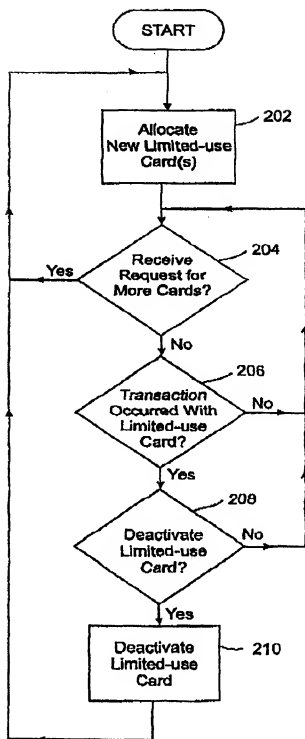 START
202
Allocate
New Limited-use
Card(s)
204
Receive
Request for
More Cards?
Yes
No
206
Transaction
Occurred With
Limited-use
Card?
No
Yes
208
Deactivate
Limited-use
Card?
No
Yes
210
Deactivate
Limited-use
Card